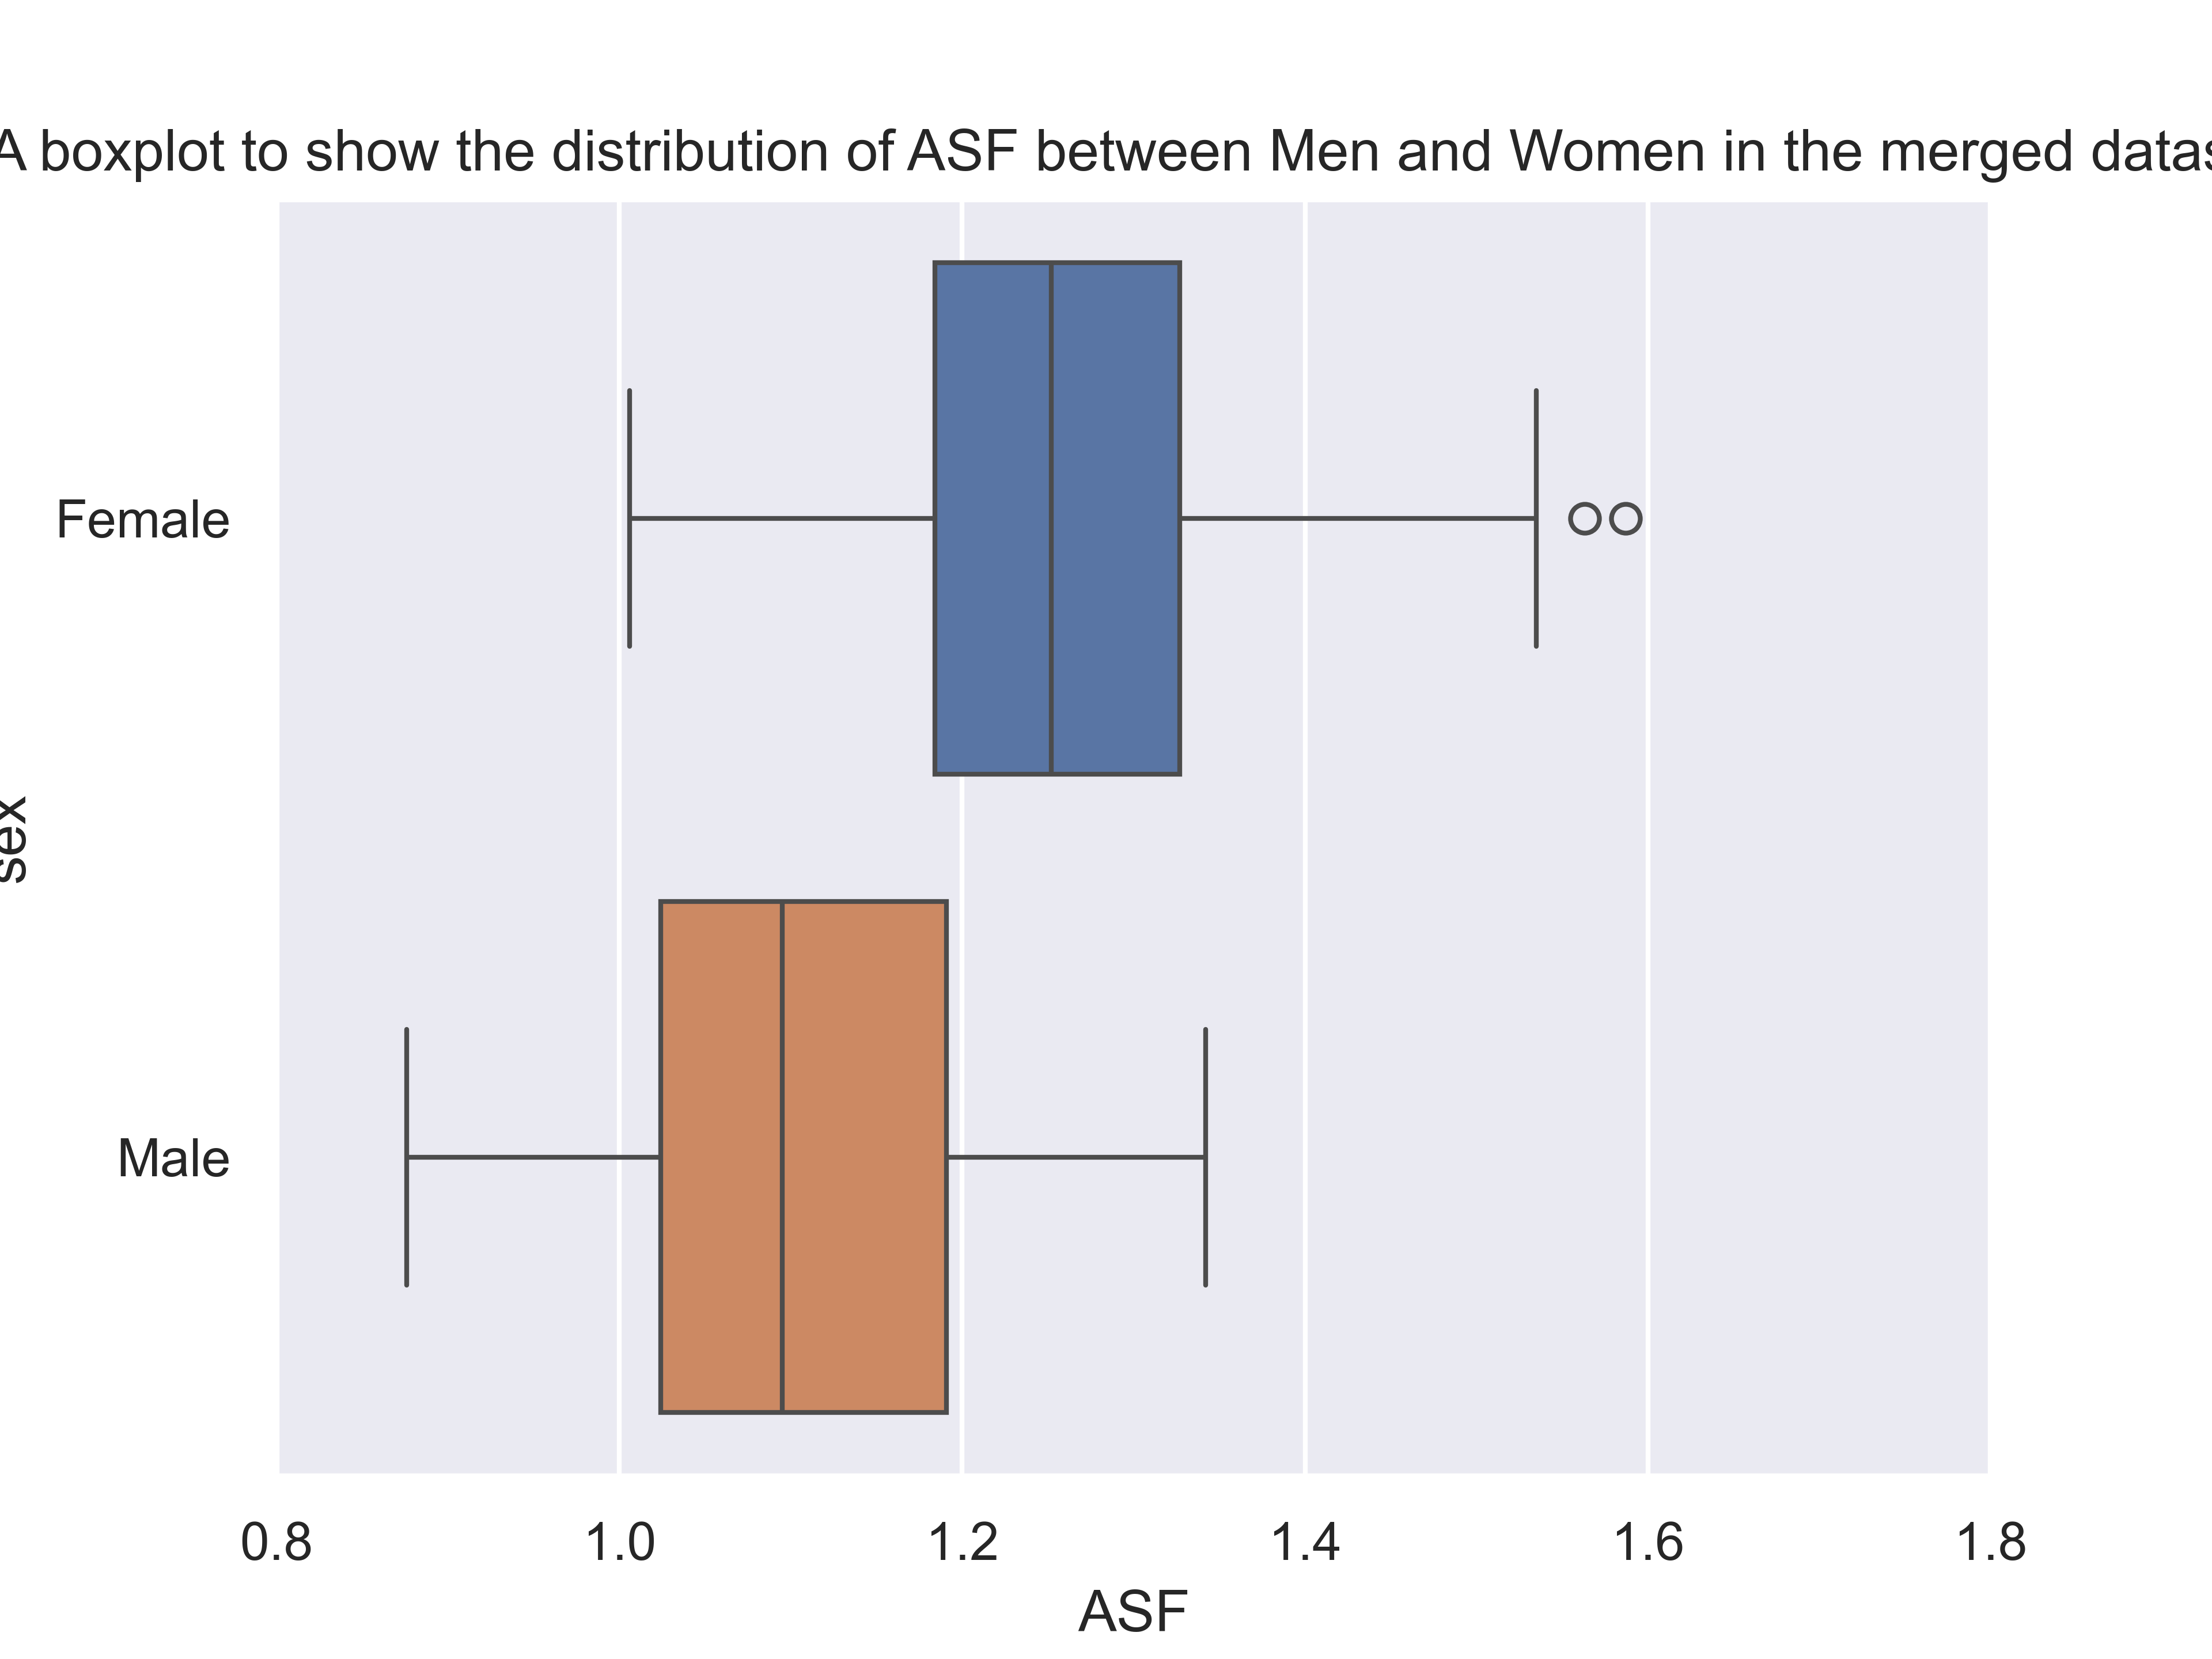 A boxplot to show the distribution of ASF between Men and Women in the merged
Female
sex
Male
0.8 1.0 1.2 1.4 1.6 1.8
ASF